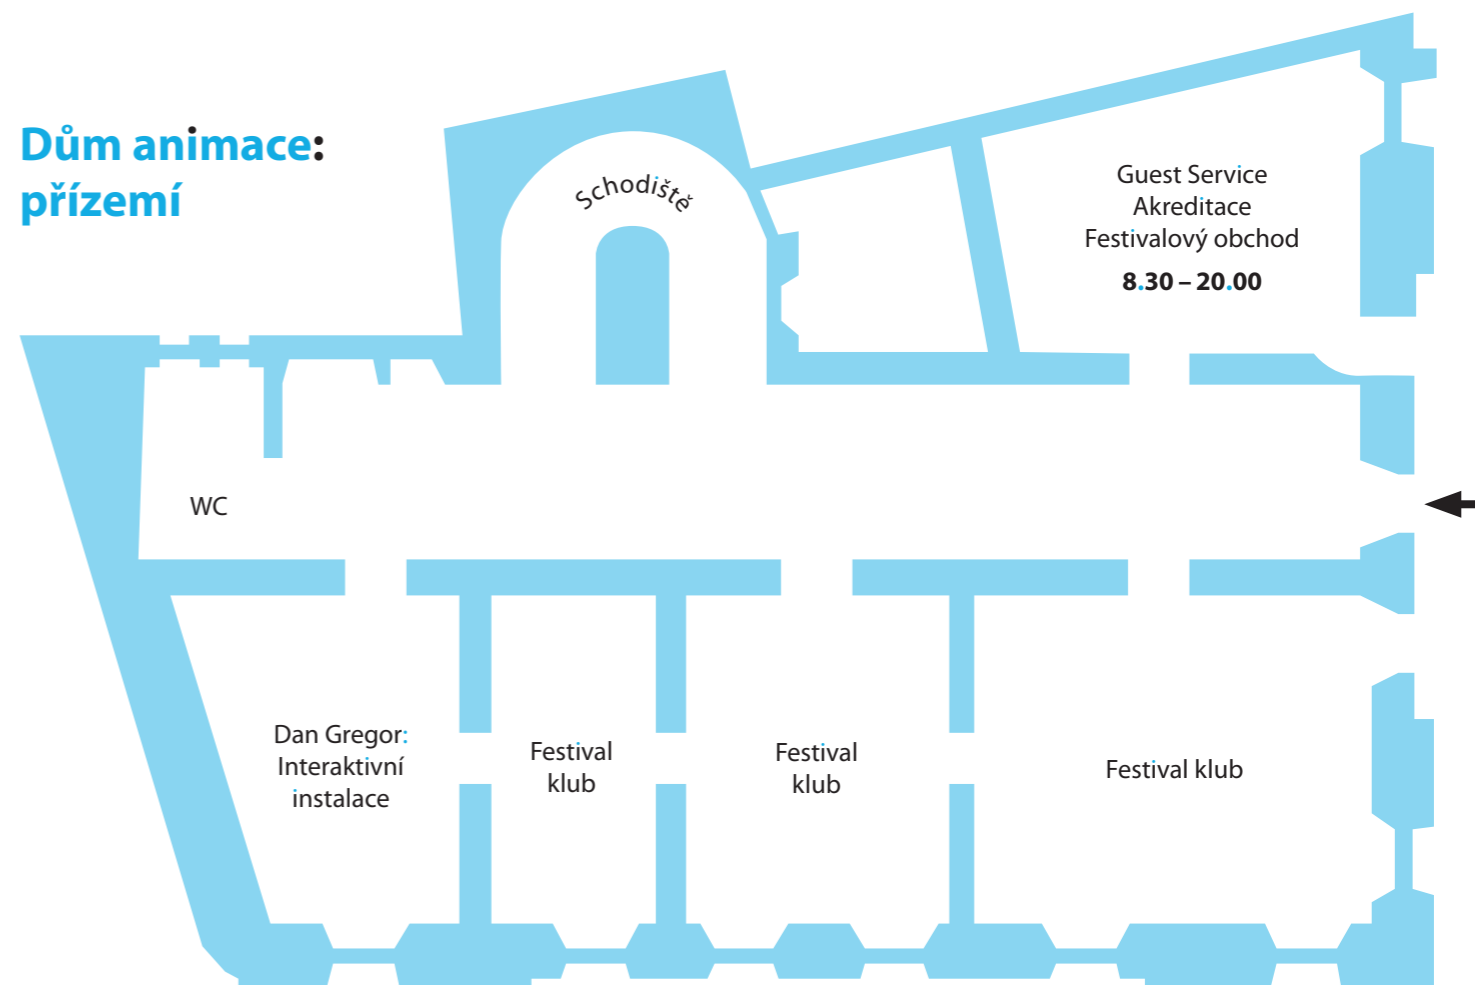 Dům animace:
přízemí
Schodiště
Guest Service
Akreditace
Festivalový obchod
8.30 – 20.00
WC
Dan Gregor:
Interaktivní
instalace
Festival
klub
Festival
klub
Festival klub